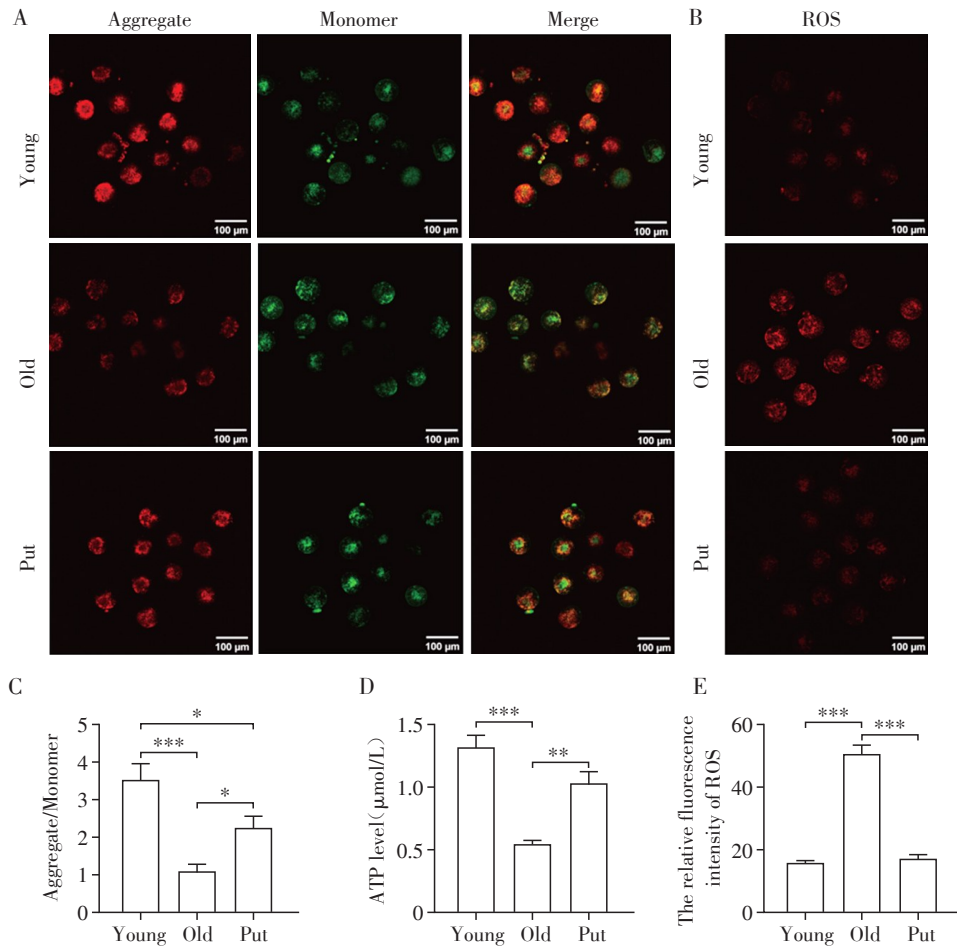 A
Aggregate
Monomer
Merge
B
ROS
Young
100 μm
100 μm
100 μm
Young
100 μm
Old
100 μm
100 μm
100 μm
Old
100 μm
Put
100 μm
100 μm
100 μm
Put
100 μm
C
Aggregate/Monomer
5
4
3
2
1
0
*
***
*
Young
Old
Put
D
ATP level(μmol/L)
1.5
1.0
0.5
0
***
**
Young
Old
Put
E
The relative fluorescence
intensity of ROS
60
40
20
0
***
***
Young
Old
Put